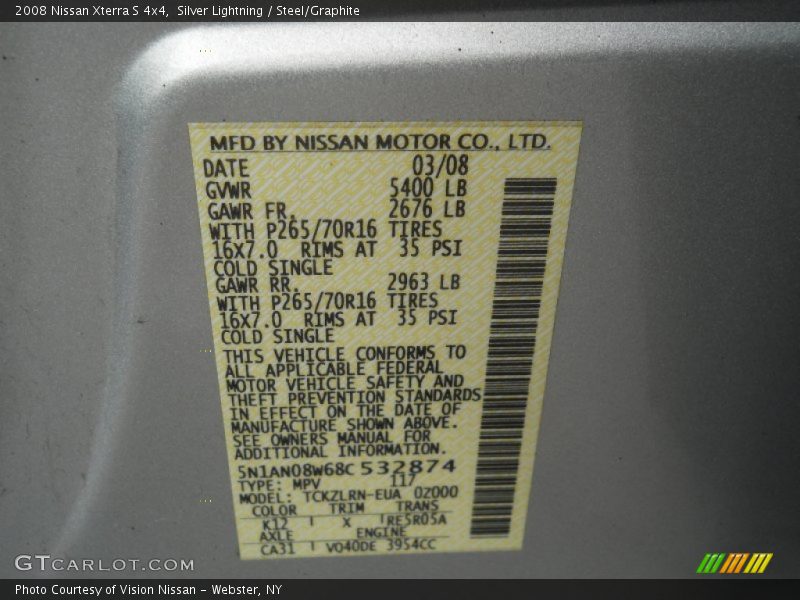 2008 Nissan Xterra S 4x4,  Silver Lightning / Steel/Graphite
MFD BY NISSAN MOTOR CO., LTD.
DATE 03/08
GVWR 5400 LB
GAWR FR. 2676 LB
WITH P265/70R16 TIRES
16X7.0 RIMS AT 35 PSI
COLD SINGLE
GAWR RR. 2963 LB
WITH P265/70R16 TIRES
16X7.0 RIMS AT 35 PSI
COLD SINGLE
THIS VEHICLE CONFORMS TO
ALL APPLICABLE FEDERAL
MOTOR VEHICLE SAFETY AND
THEFT PREVENTION STANDARDS
IN EFFECT ON THE DATE OF
MANUFACTURE SHOWN ABOVE.
SEE OWNERS MANUAL FOR
ADDITIONAL INFORMATION.
5N1AN08W68C532874
TYPE: MPV 117
MODEL: TCKZLRN-EUA 02000
COLOR TRIM TRANS
K12 X RE5R05A
AXLE ENGINE
CA31 VQ40DE 3954CC
GTCARLOT.COM
Photo Courtesy of Vision Nissan - Webster, NY